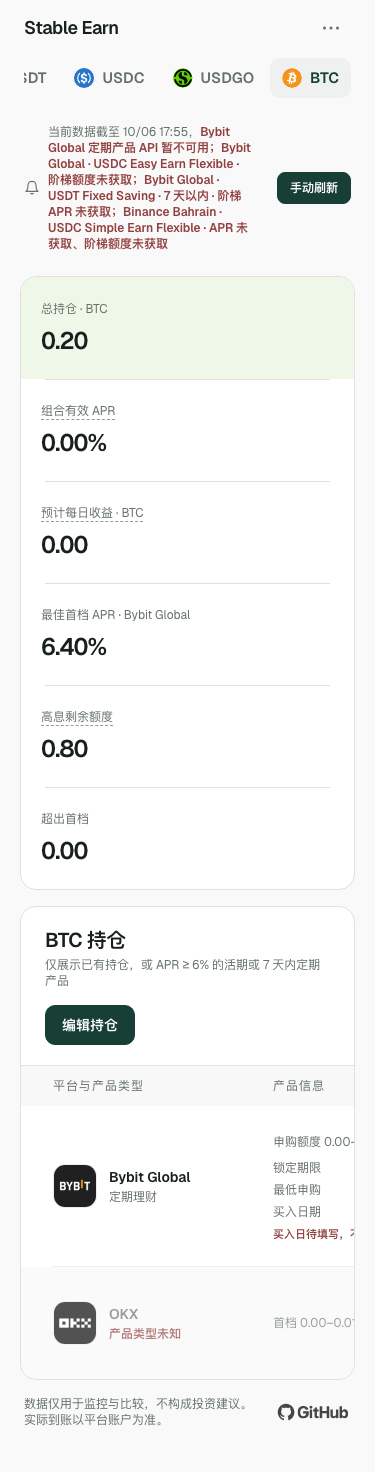 Stable Earn
SDT USDC USDGO BTC
当前数据截至 10/06 17:55，Bybit
Global 定期产品 API 暂不可用；Bybit
Global · USDC Easy Earn Flexible ·
阶梯额度未获取；Bybit Global ·
USDT Fixed Saving · 7 天以内 · 阶梯
APR 未获取；Binance Bahrain ·
USDC Simple Earn Flexible · APR 未
获取、阶梯额度未获取
手动刷新
总持仓 · BTC
0.20
组合有效 APR
0.00%
预计每日收益 · BTC
0.00
最佳首档 APR · Bybit Global
6.40%
高息剩余额度
0.80
超出首档
0.00
BTC 持仓
仅展示已有持仓，或 APR ≥ 6% 的活期或 7 天内定期
产品
编辑持仓
平台与产品类型 产品信息
申购额度 0.00-
锁定期限
最低申购
买入日期
买入日待填写，
BYBIT
Bybit Global
定期理财
OKX
OKX
产品类型未知
首档 0.00–0.01
数据仅用于监控与比较，不构成投资建议。
实际到账以平台账户为准。
GitHub